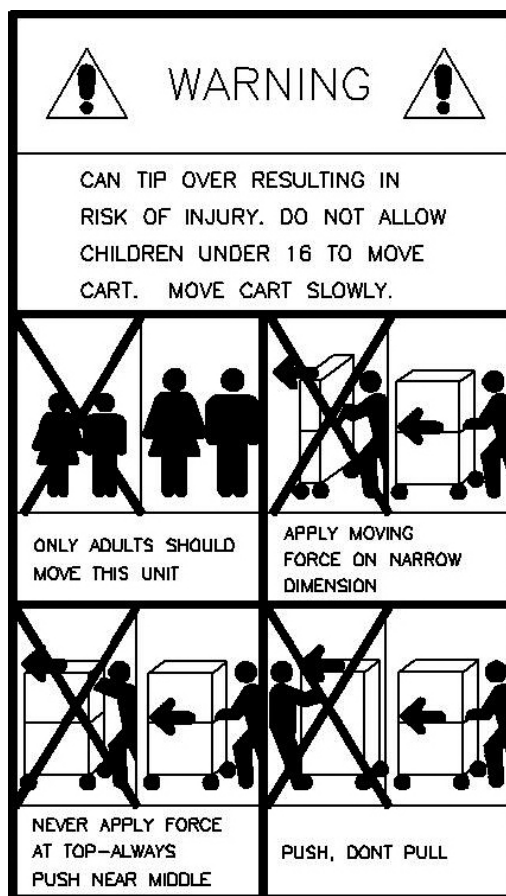 WARNING
CAN TIP OVER RESULTING IN
RISK OF INJURY. DO NOT ALLOW
CHILDREN UNDER 16 TO MOVE
CART. MOVE CART SLOWLY.
ONLY ADULTS SHOULD
MOVE THIS UNIT
APPLY MOVING
FORCE ON NARROW
DIMENSION
NEVER APPLY FORCE
AT TOP-ALWAYS
PUSH NEAR MIDDLE
PUSH, DONT PULL